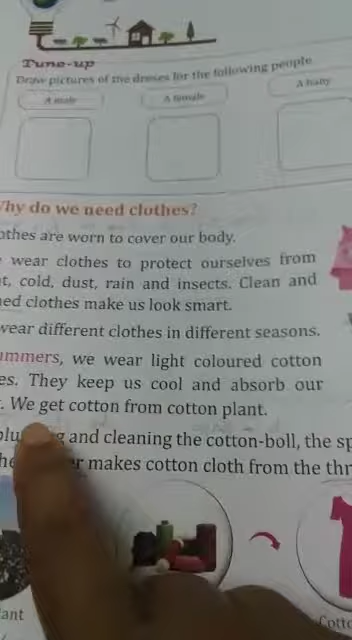 Tune-up
Draw pictures of the dresses for the following people.
A male
A female
A baby
Why do we need clothes?
othes are worn to cover our body.
wear clothes to protect ourselves from
t, cold, dust, rain and insects. Clean and
ned clothes make us look smart.
wear different clothes in different seasons.
ummers, we wear light coloured cotton
es. They keep us cool and absorb our
. We get cotton from cotton plant.
and cleaning the cotton-boll, the sp
makes cotton cloth from the thr
ant
Cotto